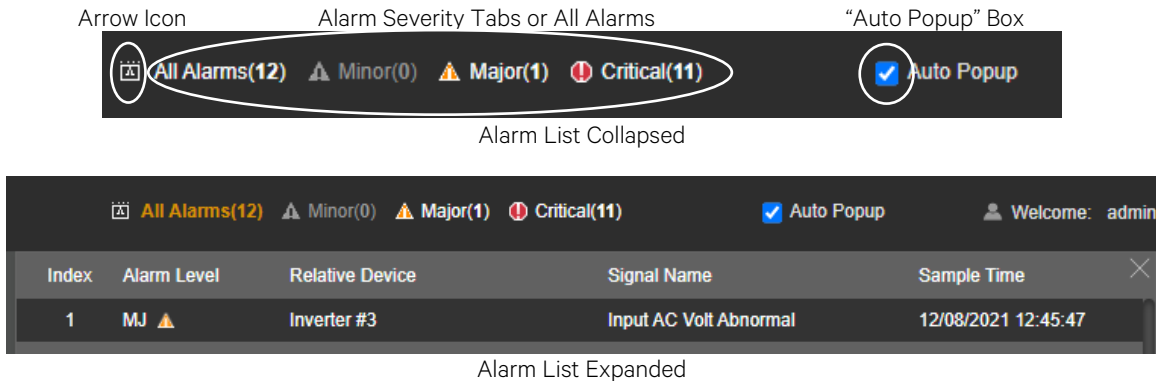 Arrow Icon Alarm Severity Tabs or All Alarms “Auto Popup” Box
All Alarms(12) Minor(0) Major(1) Critical(11) Auto Popup
Alarm List Collapsed
All Alarms(12) Minor(0) Major(1) Critical(11) Auto Popup Welcome: admin
Index Alarm Level Relative Device Signal Name Sample Time
1 MJ Inverter #3 Input AC Volt Abnormal 12/08/2021 12:45:47
Alarm List Expanded